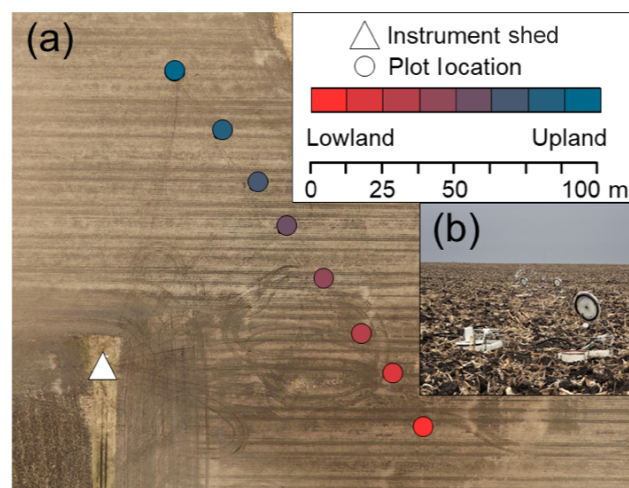 (a)
Instrument shed
Plot location
Lowland Upland
0 25 50 100 m
(b)